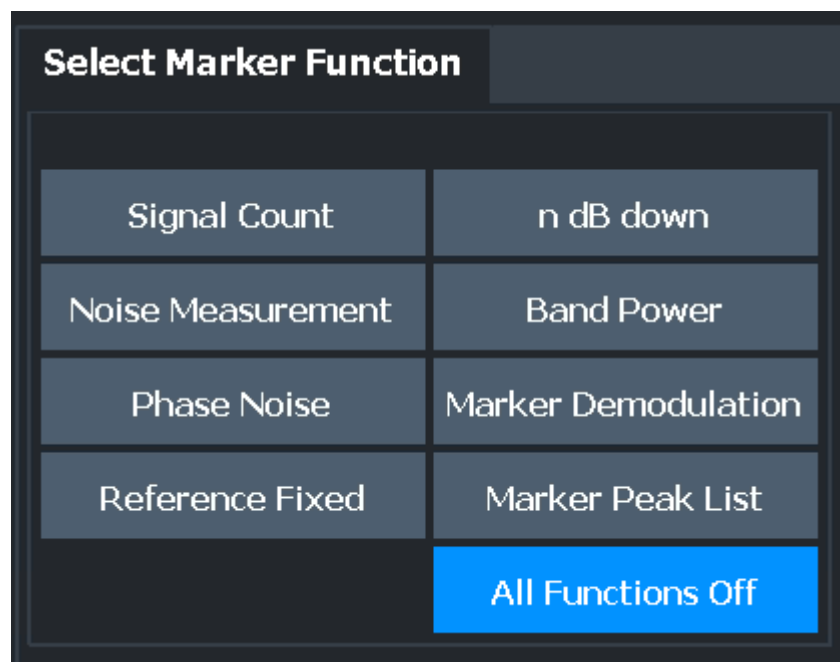 Select Marker Function
Signal Count
n dB down
Noise Measurement
Band Power
Phase Noise
Marker Demodulation
Reference Fixed
Marker Peak List
All Functions Off